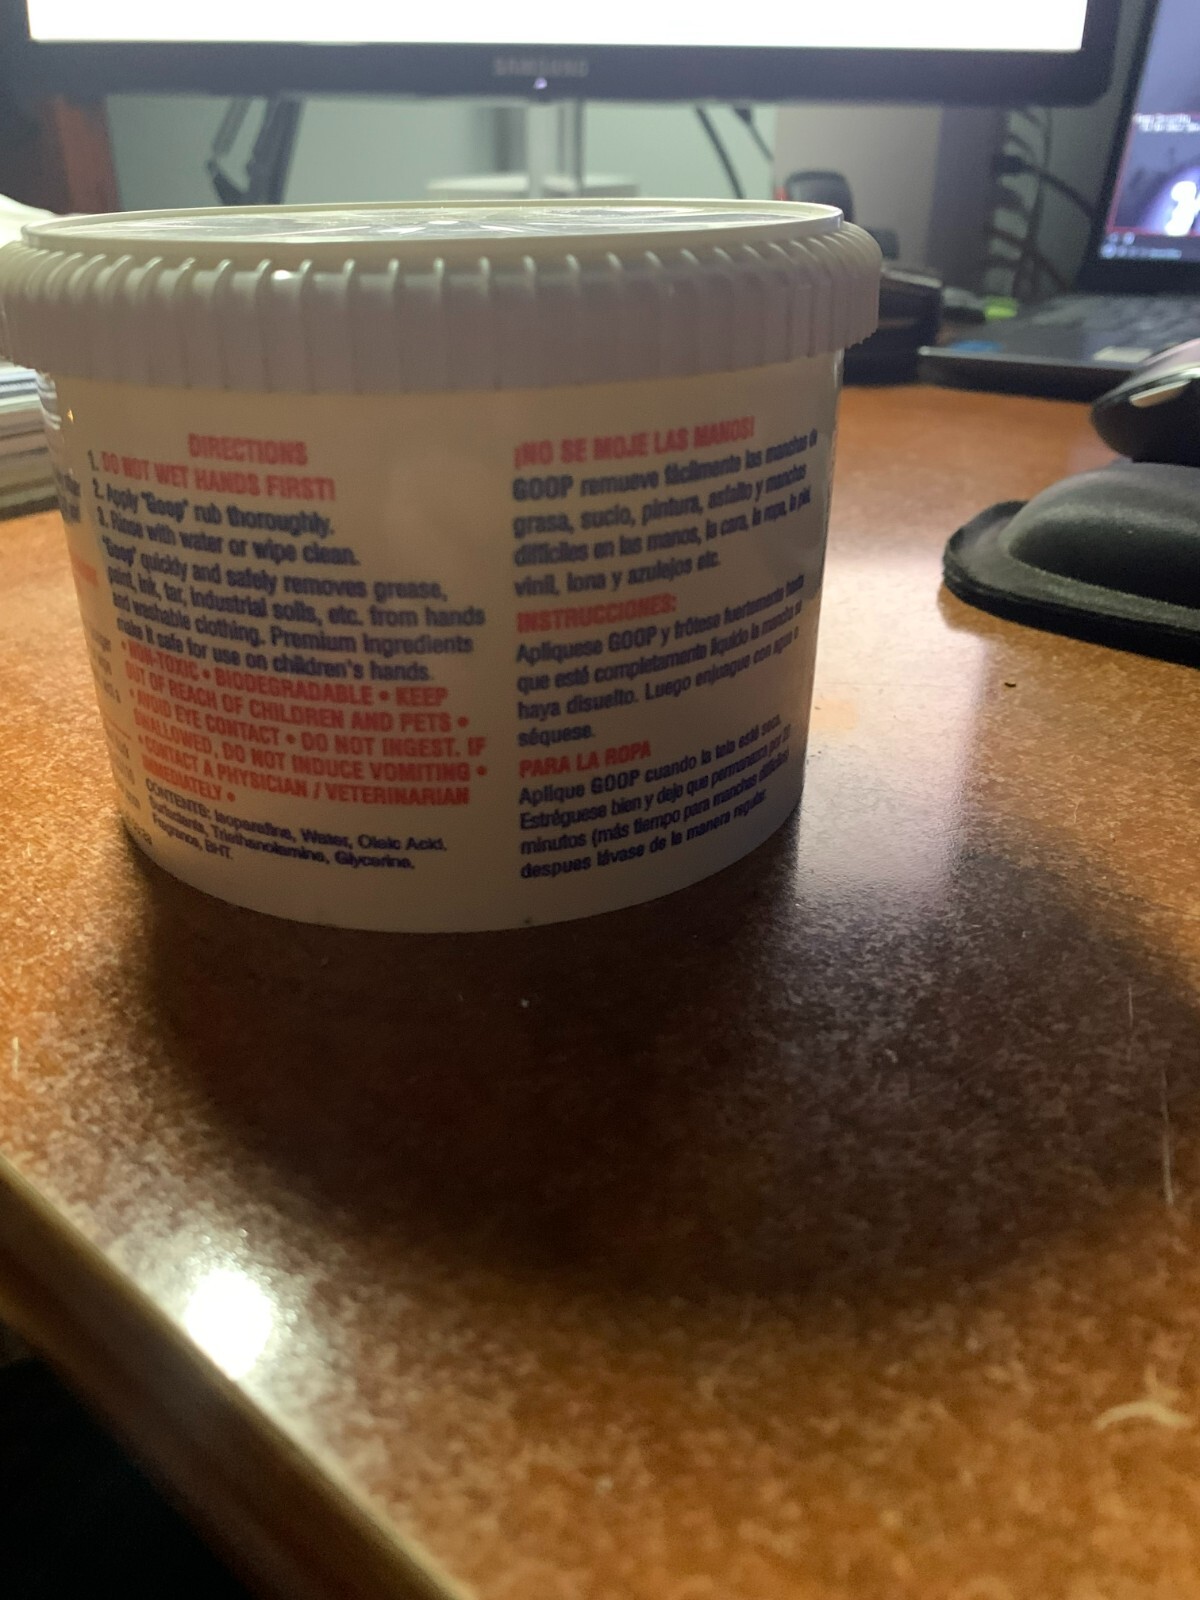 SAMSUNG
DIRECTIONS
1. DO NOT WET HANDS FIRST!
2. Apply "Goop" rub thoroughly.
3. Rinse with water or wipe clean.
"Goop" quickly and safely removes grease,
paint, ink, tar, industrial soils, etc. from hands
and washable clothing. Premium ingredients
make it safe for use on children's hands.
• NON-TOXIC • BIODEGRADABLE • KEEP
OUT OF REACH OF CHILDREN AND PETS •
• AVOID EYE CONTACT • DO NOT INGEST. IF
SWALLOWED, DO NOT INDUCE VOMITING •
• CONTACT A PHYSICIAN / VETERINARIAN
IMMEDIATELY •
CONTENTS: Isoparafine, Water, Oleic Acid,
Surfactants, Triethanolamine, Glycerine,
Fragrance, BHT.
¡NO SE MOJE LAS MANOS!
GOOP remueve fácilmente las manchas de
grasa, sucio, pintura, asfalto y manchas
difficiles en las manos, la cara, la ropa, la piel
vinil, lona y azulejos etc.
INSTRUCCIONES:
Apliquese GOOP y frótese fuertemente hasta
que esté completamente líquido la mancha se
haya disuelto. Luego enjuague con agua o
séquese.
PARA LA ROPA
Aplique GOOP cuando la tela esté seca.
Estréguese bien y deje que permanezca por
minutos (más tiempo para manchas difficiles)
despues lávase de la manera regular.